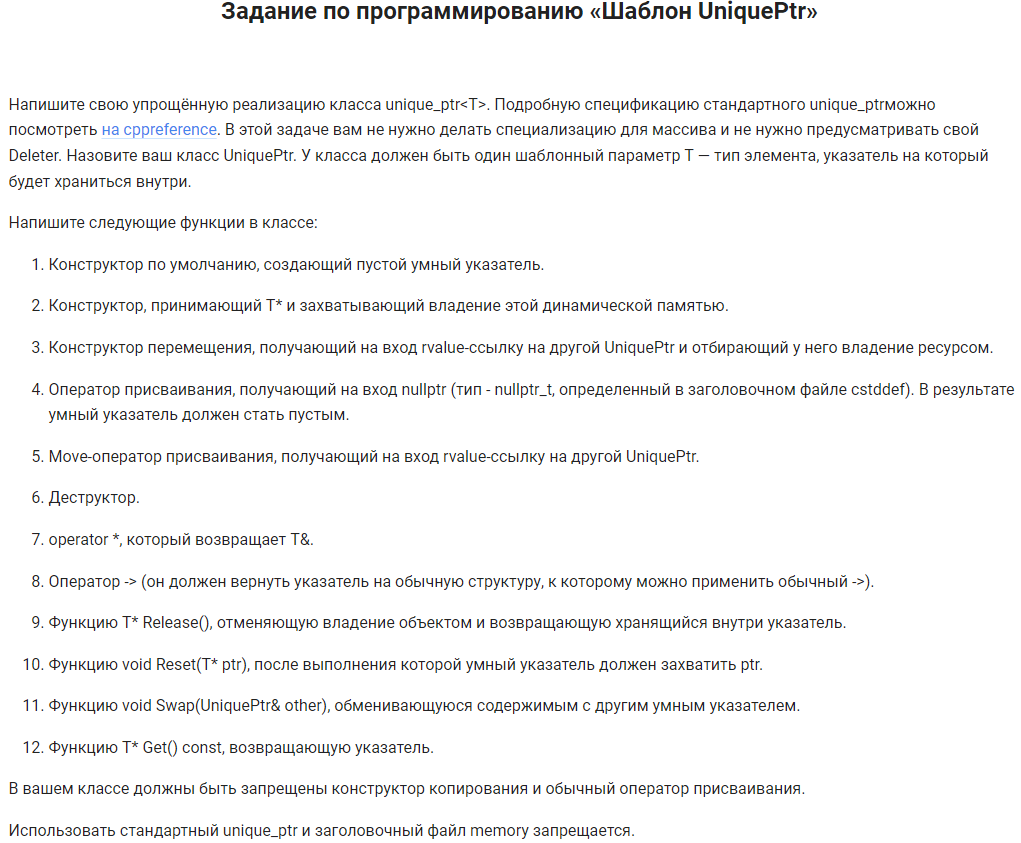 Задание по программированию «Шаблон UniquePtr»
Напишите свою упрощённую реализацию класса unique_ptr<T>. Подробную спецификацию стандартного unique_ptrможно
посмотреть на cppreference. В этой задаче вам не нужно делать специализацию для массива и не нужно предусматривать свой
Deleter. Назовите ваш класс UniquePtr. У класса должен быть один шаблонный параметр T — тип элемента, указатель на который
будет храниться внутри.
Напишите следующие функции в классе:
1. Конструктор по умолчанию, создающий пустой умный указатель.
2. Конструктор, принимающий T* и захватывающий владение этой динамической памятью.
3. Конструктор перемещения, получающий на вход rvalue-ссылку на другой UniquePtr и отбирающий у него владение ресурсом.
4. Оператор присваивания, получающий на вход nullptr (тип - nullptr_t, определенный в заголовочном файле cstddef). В результате
умный указатель должен стать пустым.
5. Move-оператор присваивания, получающий на вход rvalue-ссылку на другой UniquePtr.
6. Деструктор.
7. operator *, который возвращает T&.
8. Оператор -> (он должен вернуть указатель на обычную структуру, к которому можно применить обычный ->).
9. Функцию T* Release(), отменяющую владение объектом и возвращающую хранящийся внутри указатель.
10. Функцию void Reset(T* ptr), после выполнения которой умный указатель должен захватить ptr.
11. Функцию void Swap(UniquePtr& other), обменивающуюся содержимым с другим умным указателем.
12. Функцию T* Get() const, возвращающую указатель.
В вашем классе должны быть запрещены конструктор копирования и обычный оператор присваивания.
Использовать стандартный unique_ptr и заголовочный файл memory запрещается.